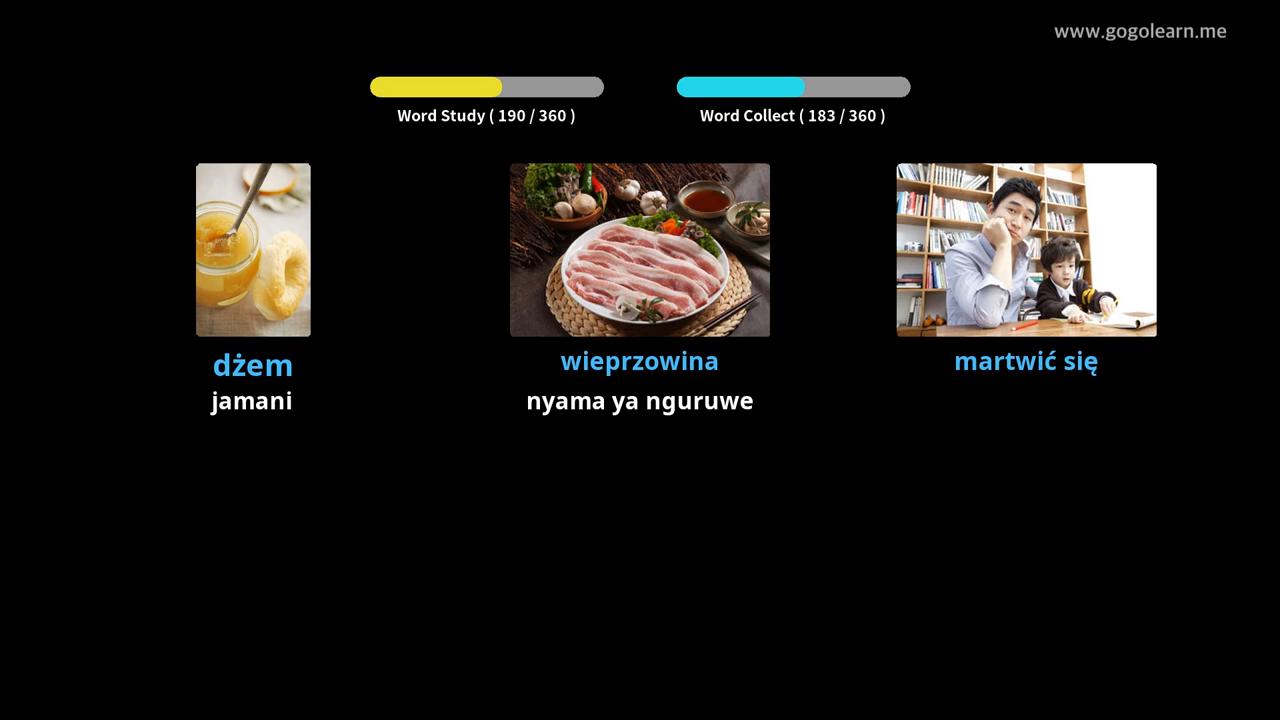 www.gogolearn.me
Word Study ( 190 / 360 )
Word Collect ( 183 / 360 )
dżem
wieprzowina
martwić się
jamani
nyama ya nguruwe